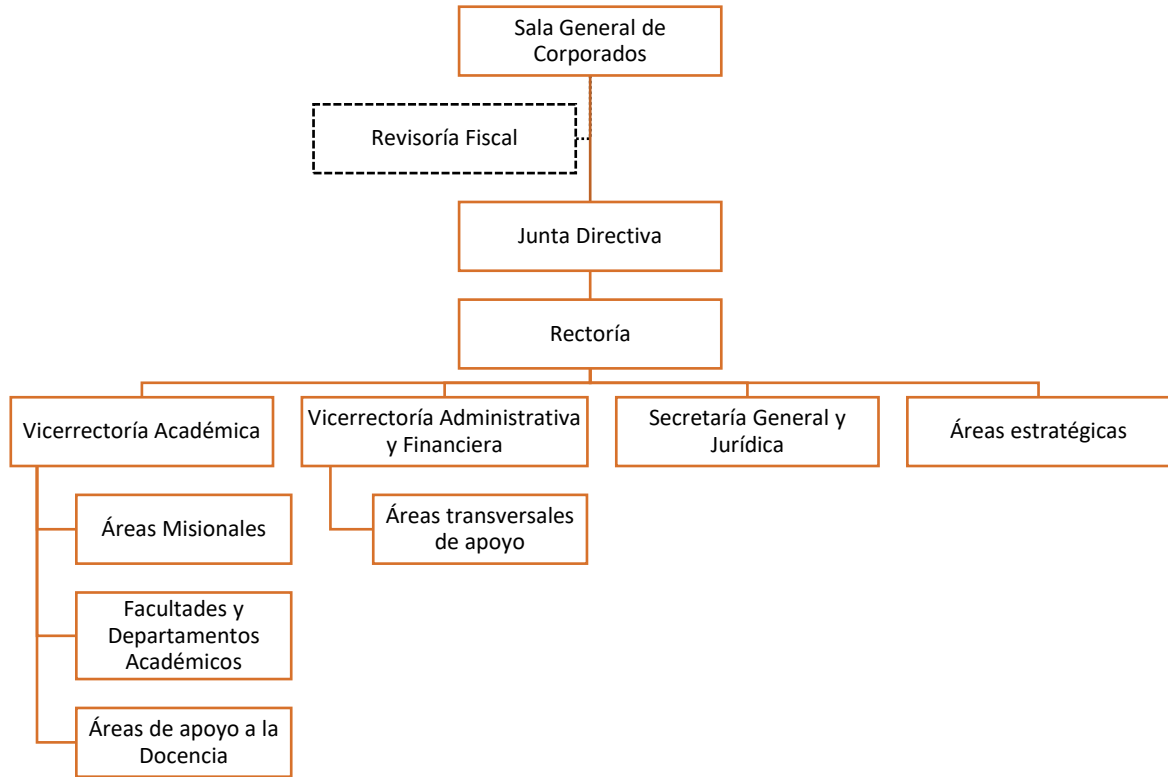 Sala General de
Corporados
Revisoría Fiscal
Junta Directiva
Rectoría
Vicerrectoría Académica
Vicerrectoría Administrativa
y Financiera
Secretaría General y
Jurídica
Áreas estratégicas
Áreas Misionales
Áreas transversales
de apoyo
Facultades y
Departamentos
Académicos
Áreas de apoyo a la
Docencia